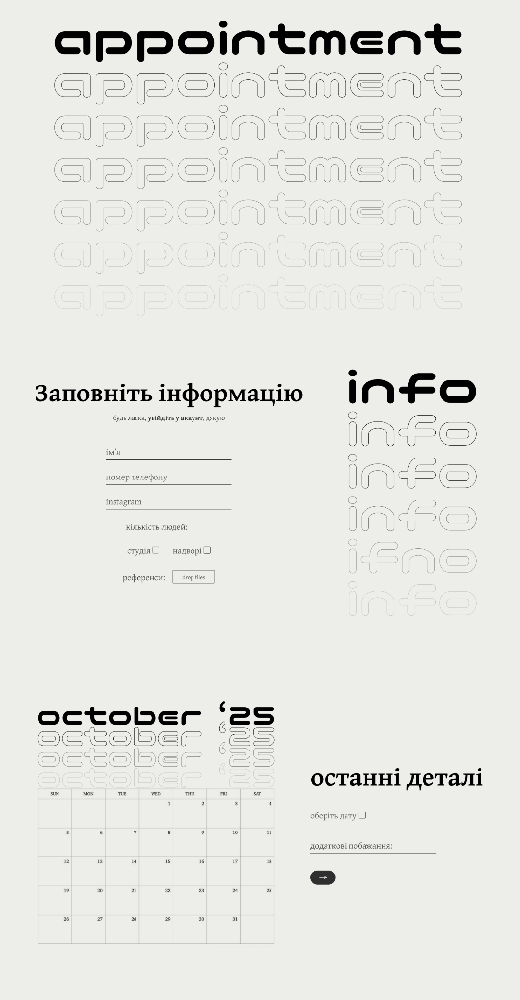 appointment
appointment
appointment
appointment
appointment
appointment
appointment
Заповніть інформацію
будь ласка, увійдіть у акаунт, дякую
ім’я
номер телефону
instagram
кількість людей: ____
студія
надворі
референси:
drop files
info
info
info
info
ifno
info
october ‘25
october ‘25
october ‘25
october ‘25
SUN MON TUE WED THU FRI SAT
1 2 3 4
5 6 7 8 9 10 11
12 13 14 15 16 17 18
19 20 21 22 23 24 25
26 27 28 29 30 31
останні деталі
оберіть дату
додаткові побажання:
→